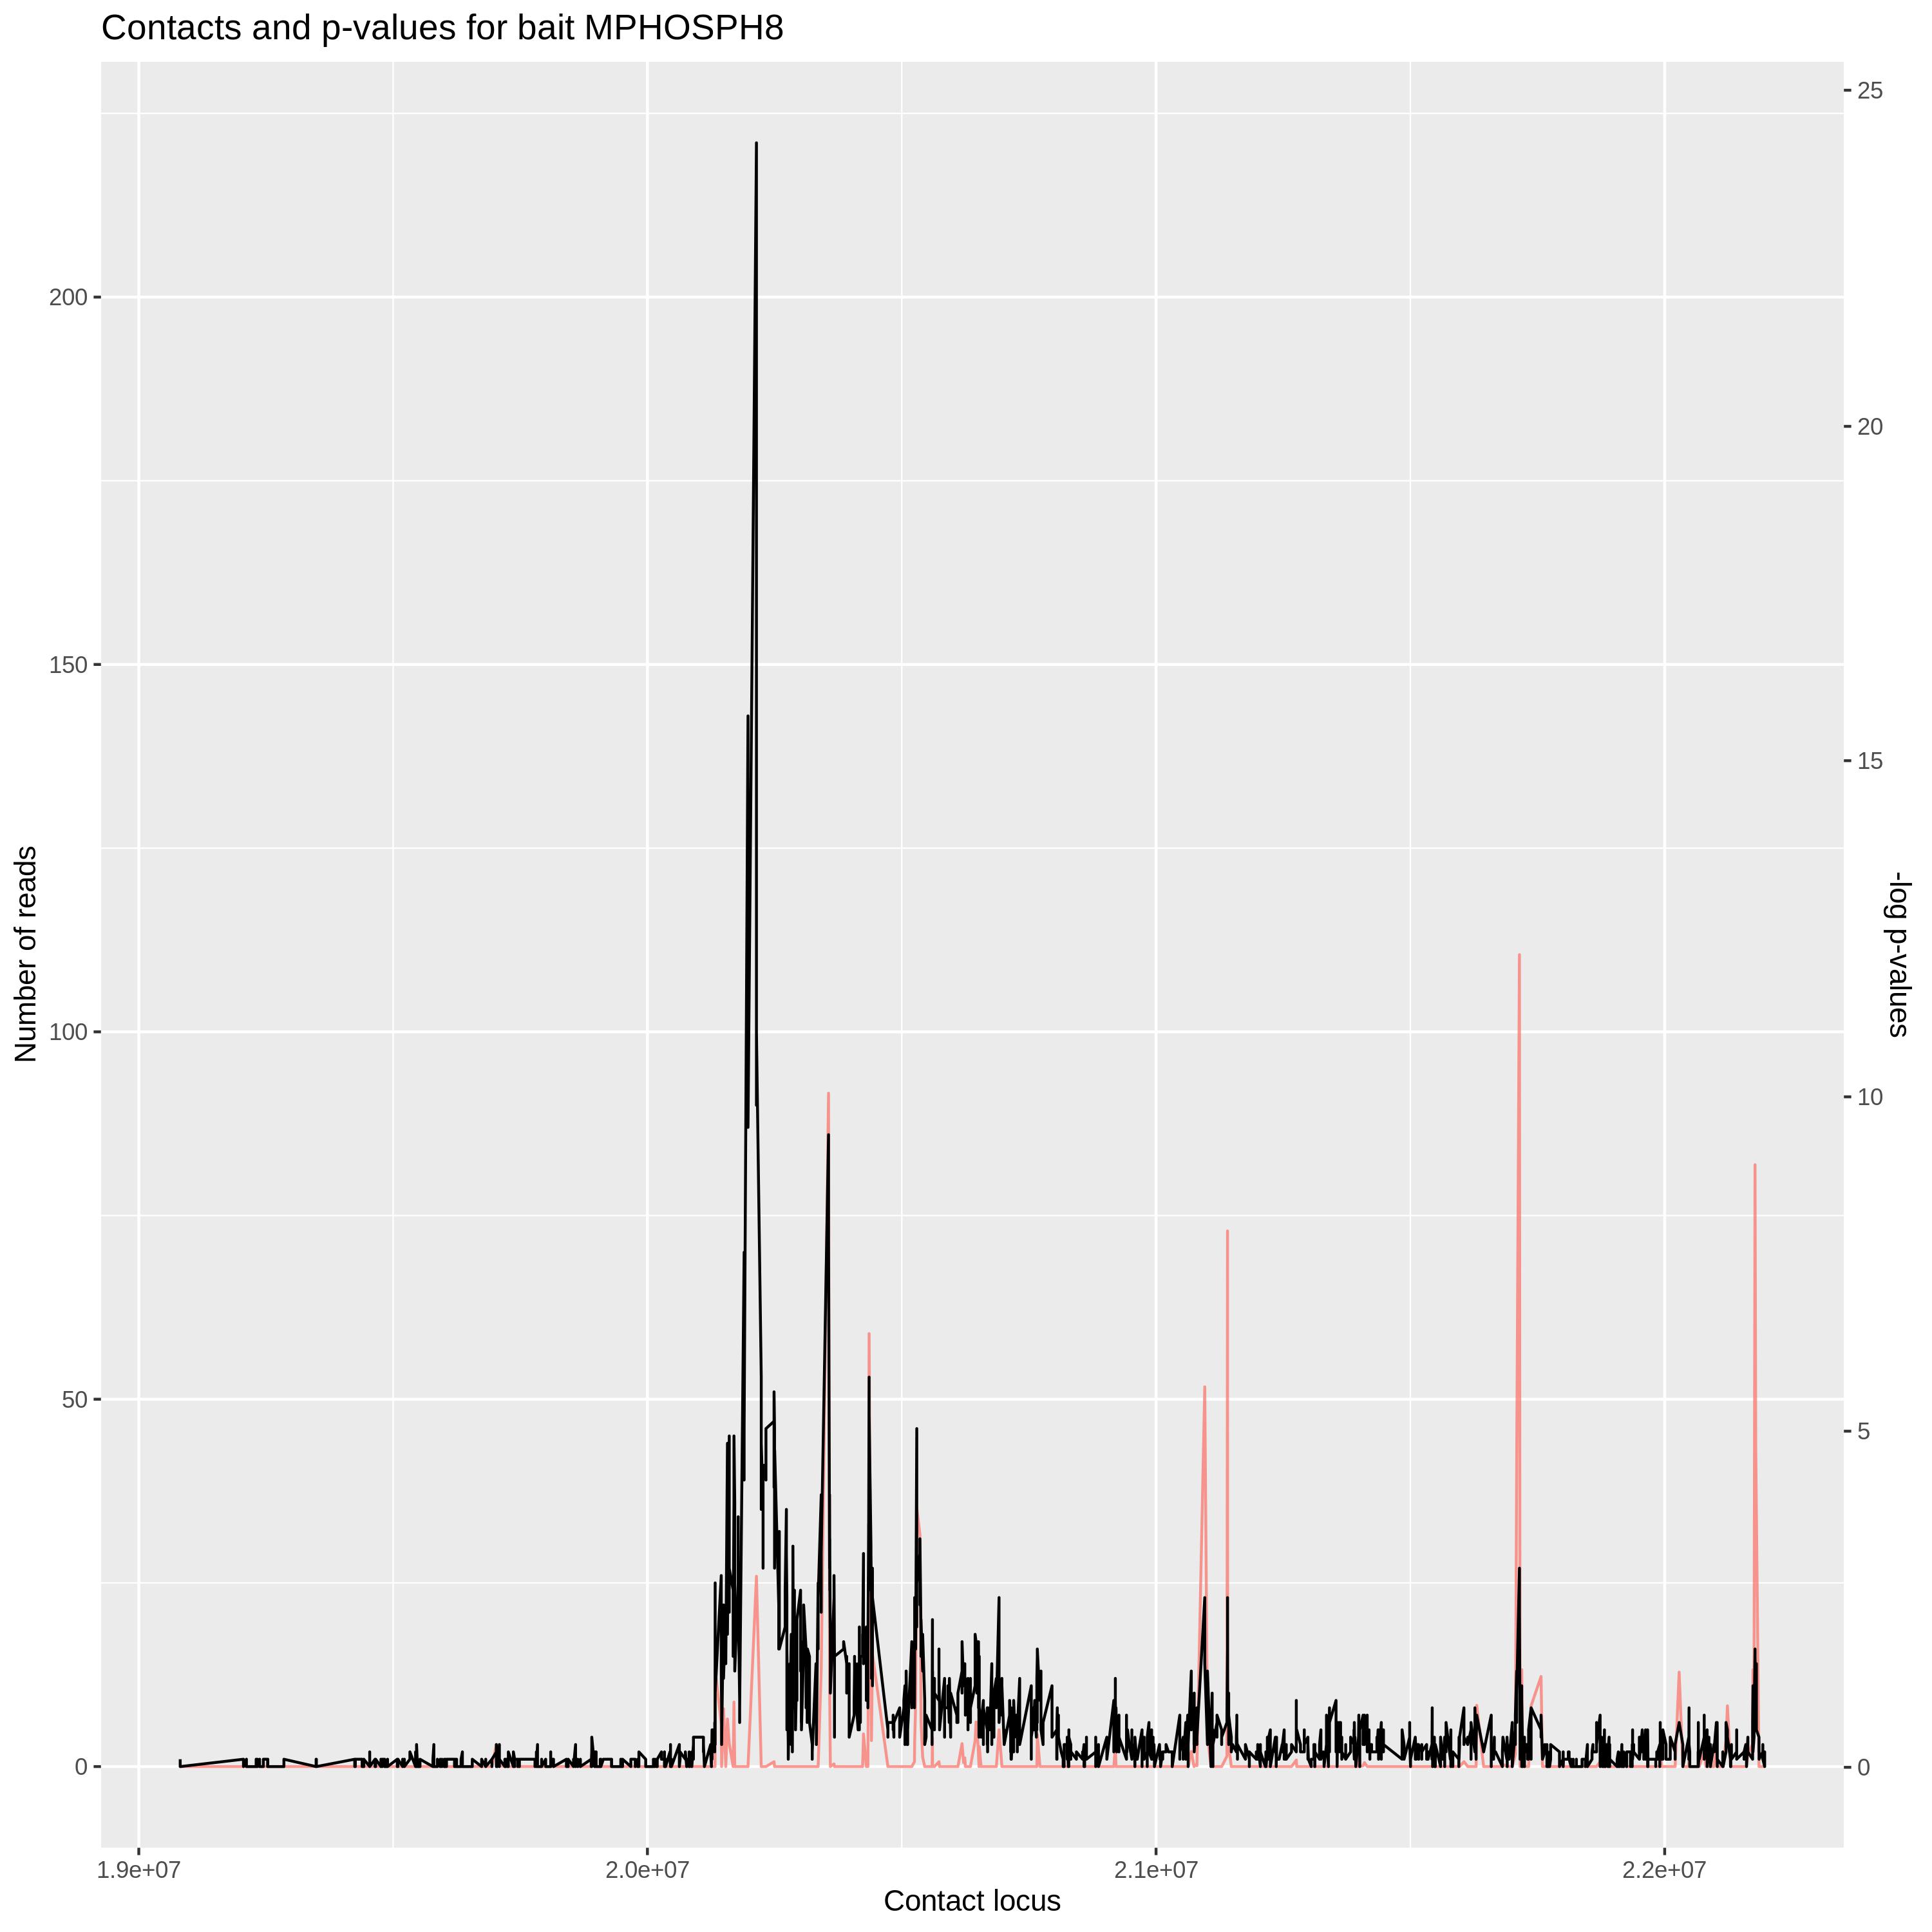 Contacts and p-values for bait MPHOSPH8
Number of reads
200
150
100
50
0
25
20
15
10
5
0
-log p-values
1.9e+07 2.0e+07 2.1e+07 2.2e+07
Contact locus